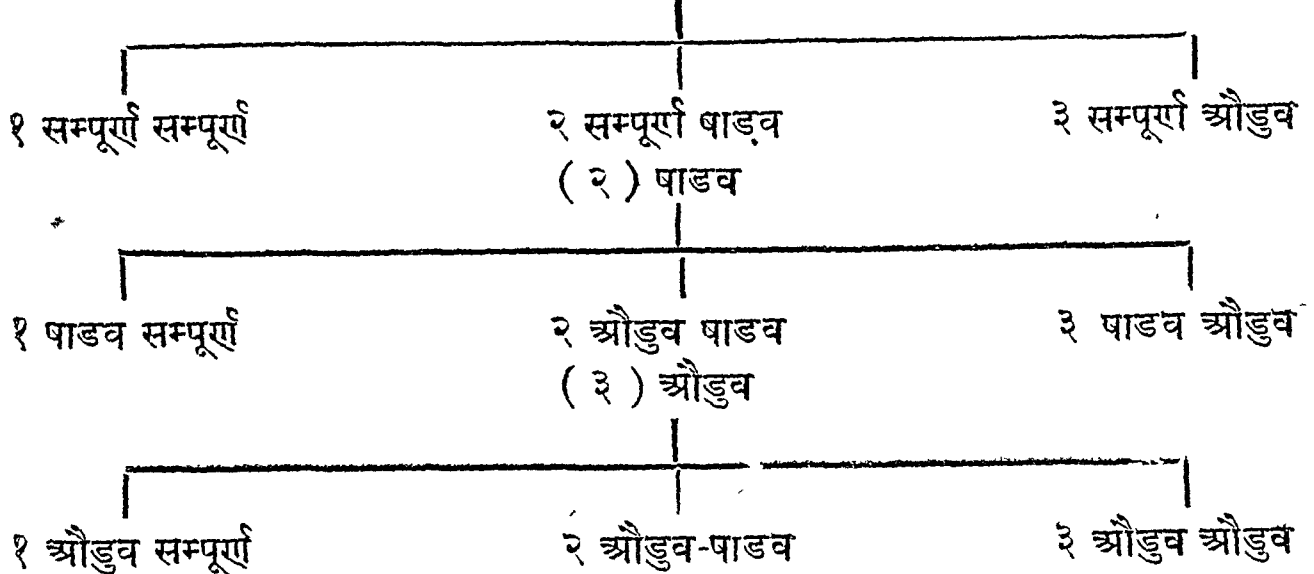 १ सम्पूर्ण सम्पूर्ण २ सम्पूर्ण षाडव ३ सम्पूर्ण औडुव
( २ ) षाडव
१ षाडव सम्पूर्ण २ औडुव षाडव ३ षाडव औडुव
( ३ ) औडुव
१ औडुव सम्पूर्ण २ औडुव-षाडव ३ औडुव औडुव